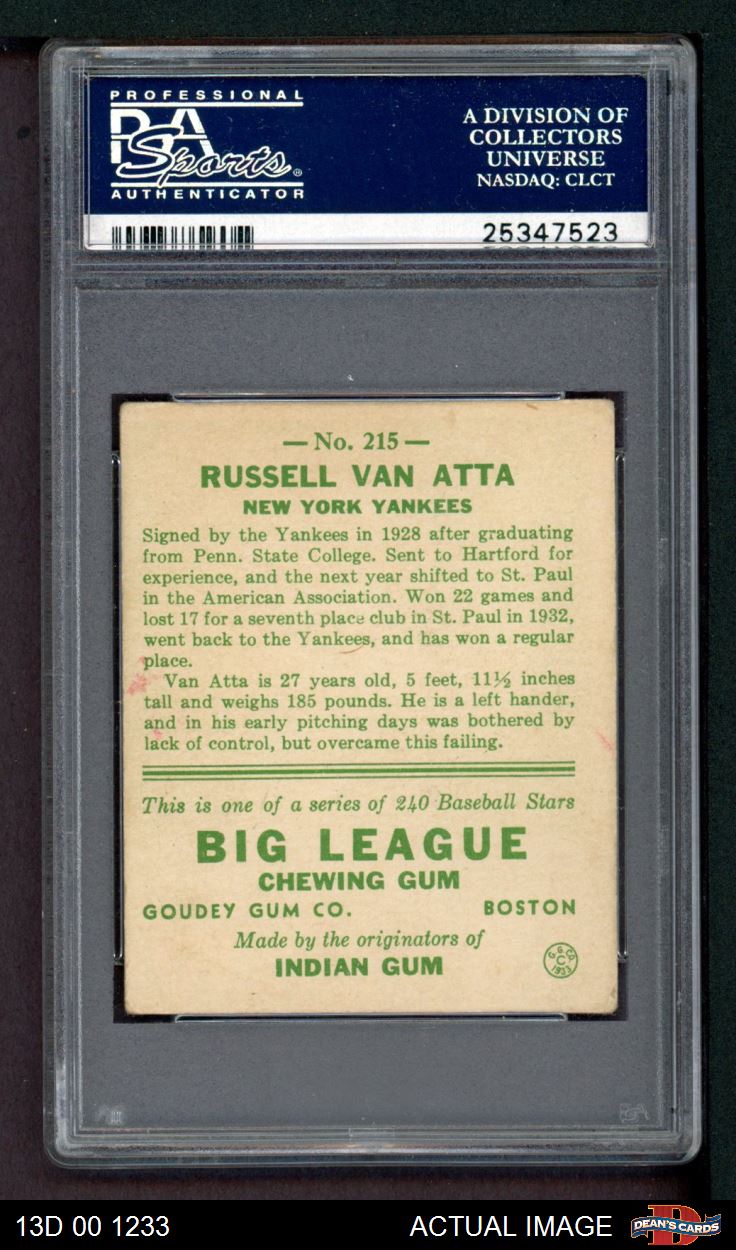 PROFESSIONAL
PSA
Sports®
AUTHENTICATOR
A DIVISION OF
COLLECTORS
UNIVERSE
NASDAQ: CLCT
25347523
— No. 215 —
RUSSELL VAN ATTA
NEW YORK YANKEES
Signed by the Yankees in 1928 after graduating
from Penn. State College. Sent to Hartford for
experience, and the next year shifted to St. Paul
in the American Association. Won 22 games and
lost 17 for a seventh place club in St. Paul in 1932,
went back to the Yankees, and has won a regular
place.
Van Atta is 27 years old, 5 feet, 11½ inches
tall and weighs 185 pounds. He is a left hander,
and in his early pitching days was bothered by
lack of control, but overcame this failing.
This is one of a series of 240 Baseball Stars
BIG LEAGUE
CHEWING GUM
GOUDEY GUM CO. BOSTON
Made by the originators of
INDIAN GUM
G. G. CO.
C
1933
13D 00 1233
ACTUAL IMAGE
D
DEAN'S CARDS